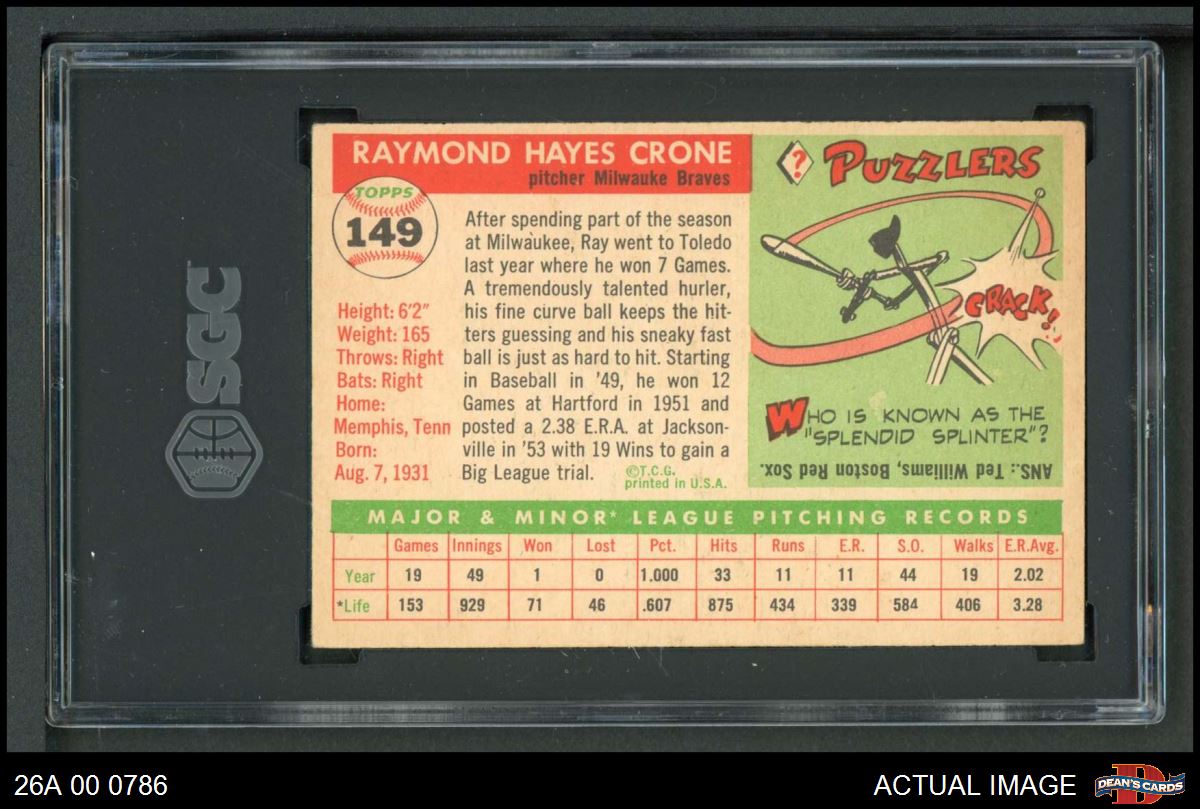 SGC
RAYMOND HAYES CRONE
pitcher Milwauke Braves
TOPPS
149
Height: 6'2"
Weight: 165
Throws: Right
Bats: Right
Home:
Memphis, Tenn
Born:
Aug. 7, 1931
After spending part of the season
at Milwaukee, Ray went to Toledo
last year where he won 7 Games.
A tremendously talented hurler,
his fine curve ball keeps the hit-
ters guessing and his sneaky fast
ball is just as hard to hit. Starting
in Baseball in '49, he won 12
Games at Hartford in 1951 and
posted a 2.38 E.R.A. at Jackson-
ville in '53 with 19 Wins to gain a
Big League trial.
©T.C.G.
printed in U.S.A.
? PUZZLERS
CRACK!
WHO IS KNOWN AS THE
"SPLENDID SPLINTER"?
ANS.: Ted Williams, Boston Red Sox.
MAJOR & MINOR* LEAGUE PITCHING RECORDS
Games Innings Won Lost Pct. Hits Runs E.R. S.O. Walks E.R.Avg.
Year 19 49 1 0 1.000 33 11 11 44 19 2.02
*Life 153 929 71 46 .607 875 434 339 584 406 3.28
26A 00 0786
ACTUAL IMAGE
D
DEAN'S CARDS